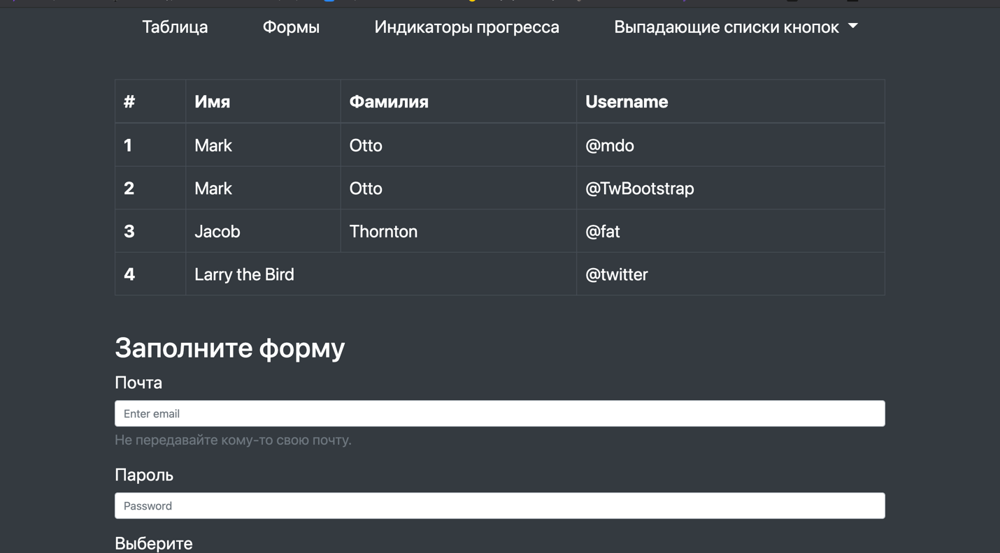 Таблица Формы Индикаторы прогресса Выпадающие списки кнопок
# Имя Фамилия Username
1 Mark Otto @mdo
2 Mark Otto @TwBootstrap
3 Jacob Thornton @fat
4 Larry the Bird @twitter
Заполните форму
Почта
Enter email
Не передавайте кому-то свою почту.
Пароль
Password
Выберите